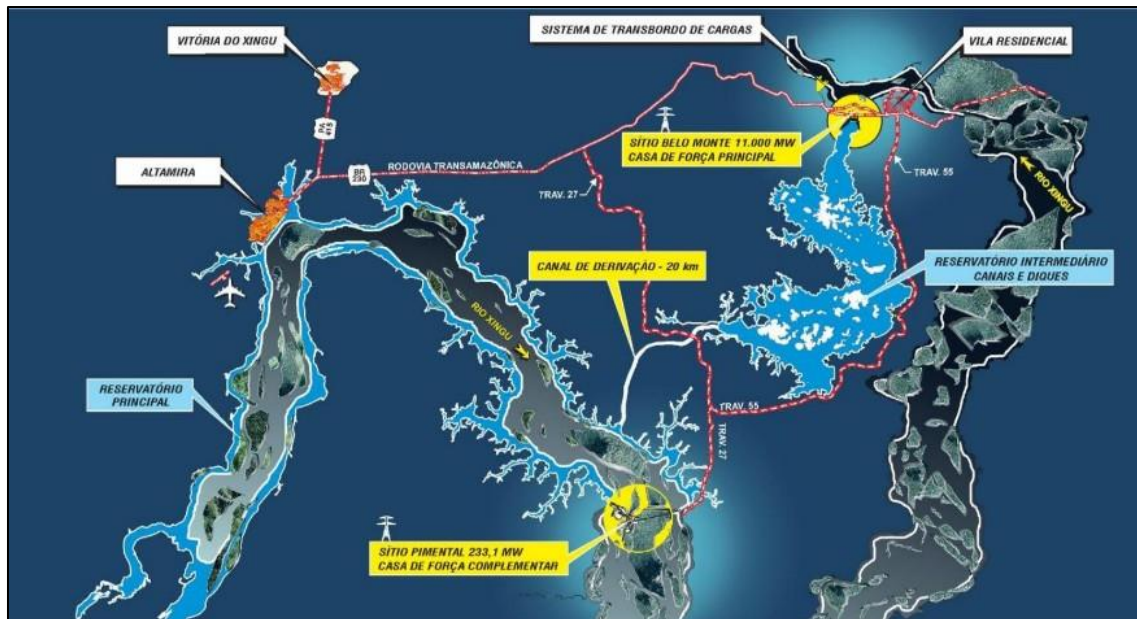 SISTEMA DE TRANSBORDO DE CARGAS
VILA RESIDENCIAL
VITÓRIA DO XINGU
PA
415
SÍTIO BELO MONTE 11.000 MW
CASA DE FORÇA PRINCIPAL
ALTAMIRA
BR
230
RODOVIA TRANSAMAZÔNICA
TRAV. 27
TRAV. 55
RIO XINGU
CANAL DE DERIVAÇÃO - 20 km
RESERVATÓRIO INTERMEDIÁRIO
CANAIS E DIQUES
RIO XINGU
RESERVATÓRIO
PRINCIPAL
TRAV. 55
TRAV. 27
SÍTIO PIMENTAL 233,1 MW
CASA DE FORÇA COMPLEMENTAR